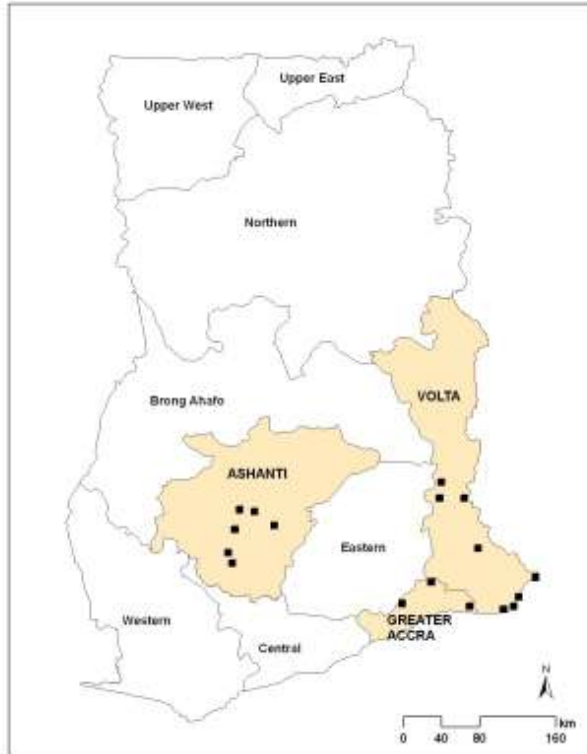 Upper East
Upper West
Northern
VOLTA
Brong Ahafo
ASHANTI
Eastern
Western
GREATER
ACCRA
Central
N
km
0 40 80 160